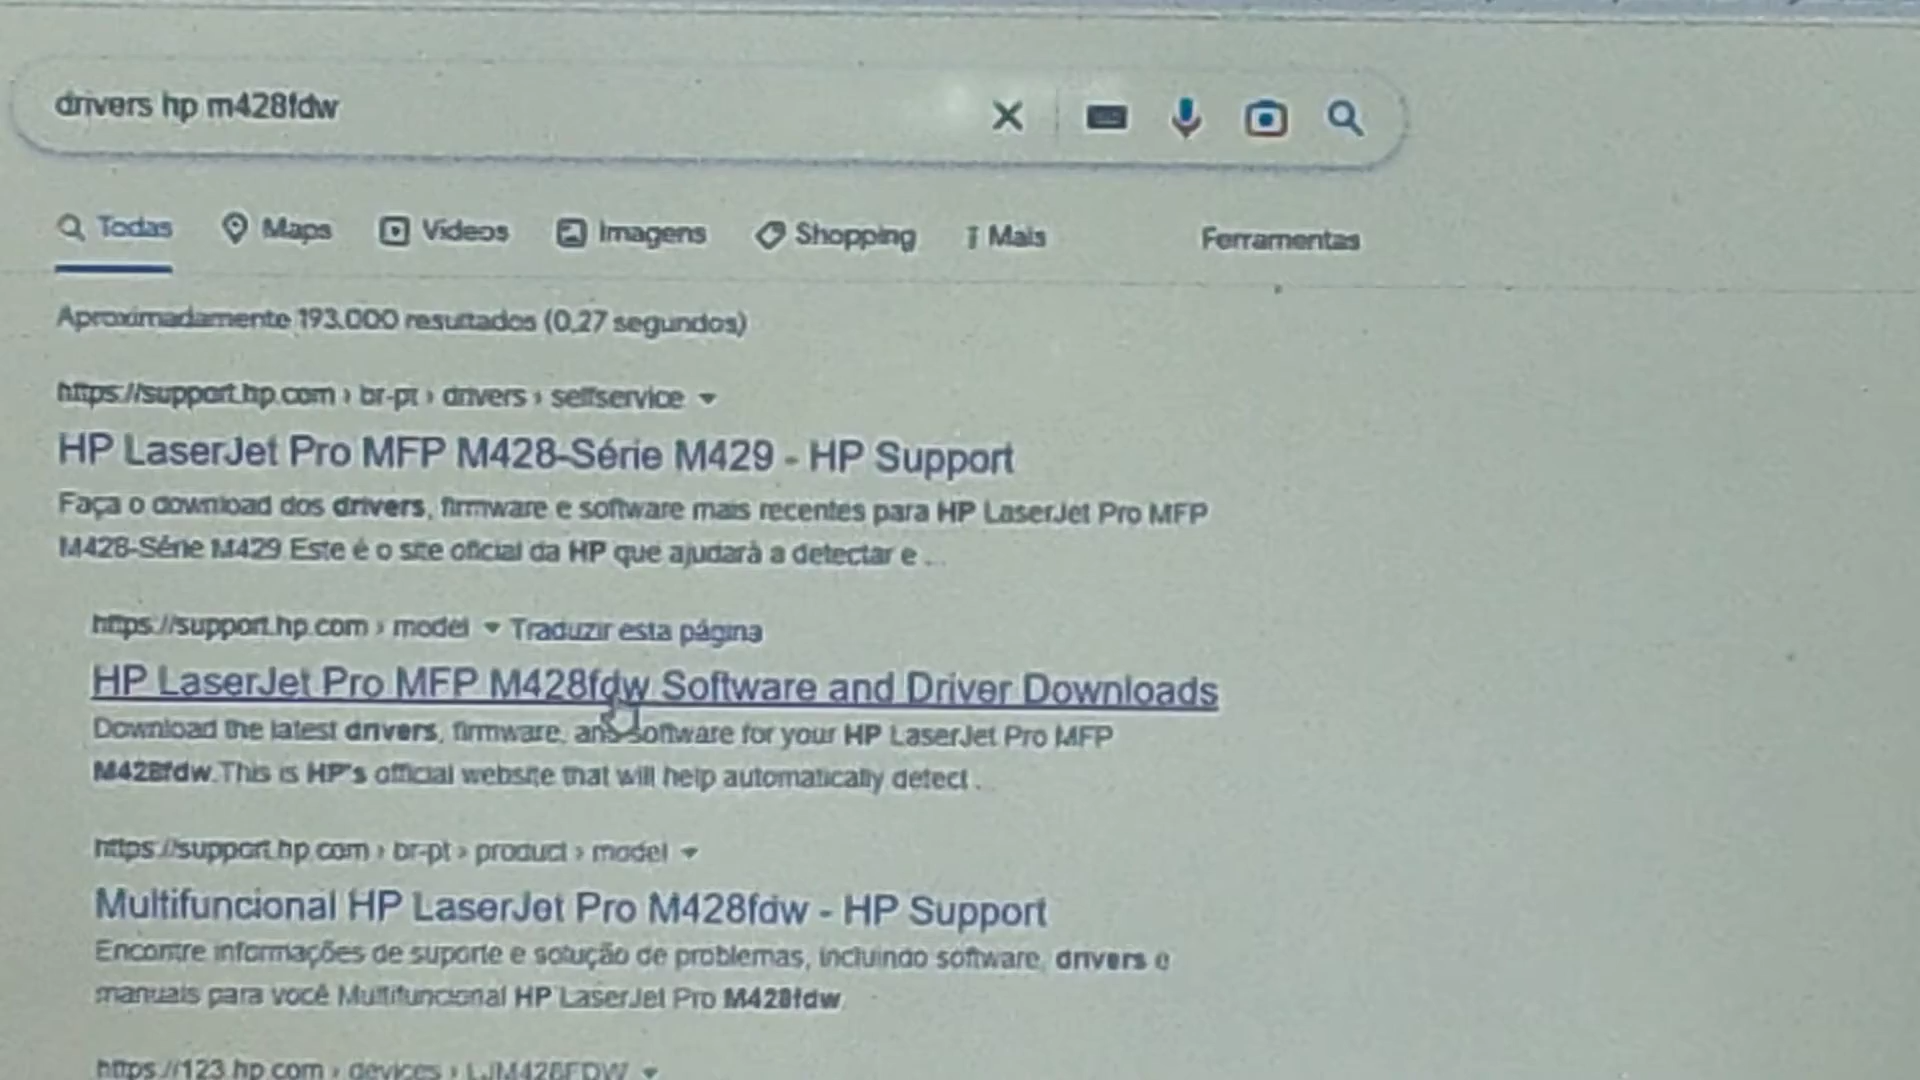 drivers hp m428fdw
Todas Maps Vídeos Imagens Shopping Mais Ferramentas
Aproximadamente 193.000 resultados (0,27 segundos)
https://support.hp.com › br-pt › drivers › selfservice
HP LaserJet Pro MFP M428-Série M429 - HP Support
Faça o download dos drivers, firmware e software mais recentes para HP LaserJet Pro MFP
M428-Série M429 Este é o site oficial da HP que ajudará a detectar e ...
https://support.hp.com › model Traduzir esta página
HP LaserJet Pro MFP M428fdw Software and Driver Downloads
Download the latest drivers, firmware, and software for your HP LaserJet Pro MFP
M428fdw.This is HP's official website that will help automatically detect ...
https://support.hp.com › br-pt › product › model
Multifuncional HP LaserJet Pro M428fdw - HP Support
Encontre informações de suporte e solução de problemas, incluindo software, drivers e
manuais para você Multifuncional HP LaserJet Pro M428fdw
https://123.hp.com › devices › LJM428FDW